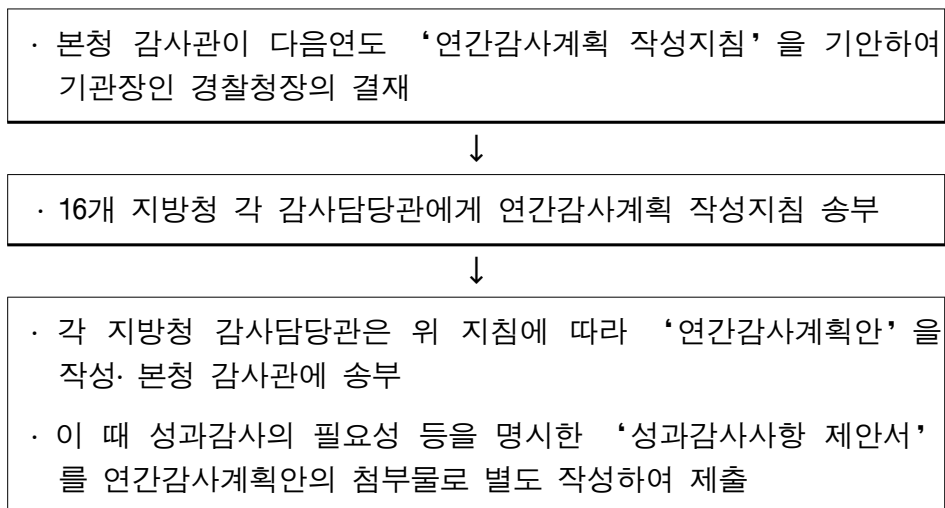 · 본청 감사관이 다음연도 ‘연간감사계획 작성지침’을 기안하여
기관장인 경찰청장의 결재
↓
· 16개 지방청 각 감사담당관에게 연간감사계획 작성지침 송부
↓
· 각 지방청 감사담당관은 위 지침에 따라 ‘연간감사계획안’을
작성· 본청 감사관에 송부
· 이 때 성과감사의 필요성 등을 명시한 ‘성과감사사항 제안서’
를 연간감사계획안의 첨부물로 별도 작성하여 제출